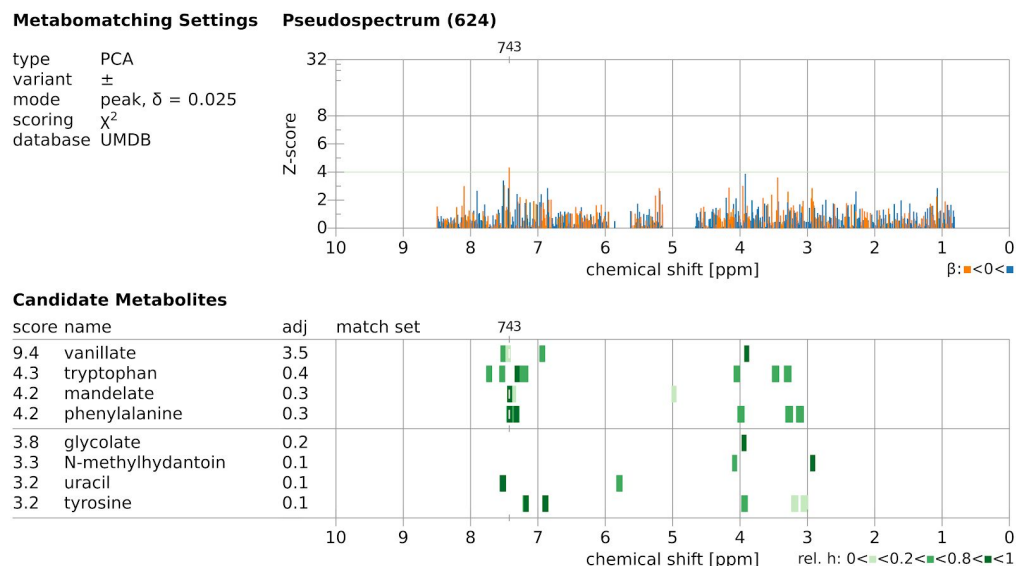 Metabomatching Settings
type PCA
variant ±
mode peak, δ = 0.025
scoring χ²
database UMDB
Pseudospectrum (624)
743
32
8
6
4
2
0
Z-score
10 9 8 7 6 5 4 3 2 1 0
chemical shift [ppm]
β: <0<
Candidate Metabolites
score name adj match set 743
9.4 vanillate 3.5
4.3 tryptophan 0.4
4.2 mandelate 0.3
4.2 phenylalanine 0.3
3.8 glycolate 0.2
3.3 N-methylhydantoin 0.1
3.2 uracil 0.1
3.2 tyrosine 0.1
10 9 8 7 6 5 4 3 2 1 0
chemical shift [ppm]
rel. h: 0< <0.2< <0.8< <1